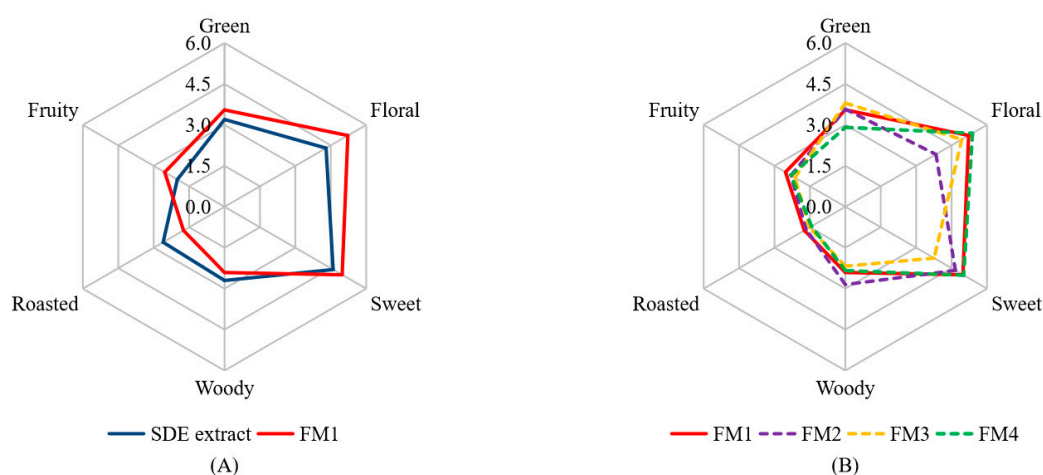 Green
6.0
4.5
Fruity
Floral
3.0
1.5
0.0
Roasted
Sweet
Woody
SDE extract
FM1
(A)
Green
6.0
4.5
Fruity
Floral
3.0
1.5
0.0
Roasted
Sweet
Woody
FM1
FM2
FM3
FM4
(B)